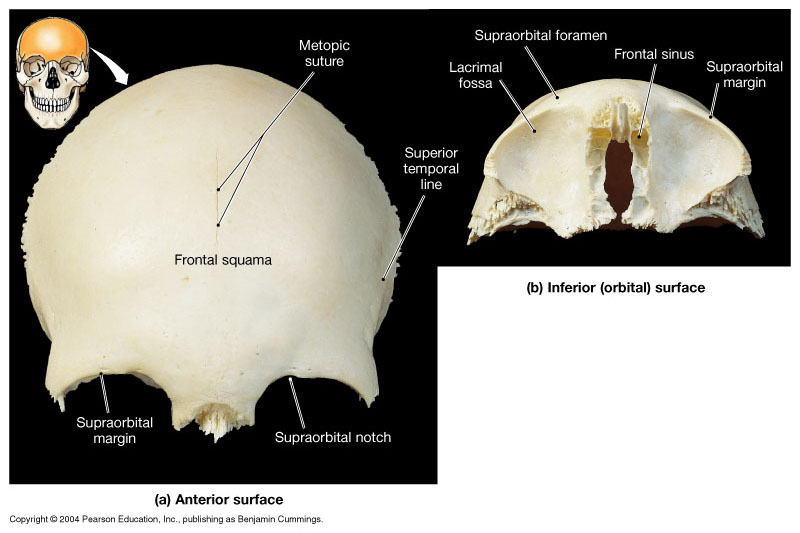 Metopic
suture
Superior
temporal
line
Frontal squama
Supraorbital
margin
Supraorbital notch
(a) Anterior surface
Supraorbital foramen
Lacrimal
fossa
Frontal sinus
Supraorbital
margin
(b) Inferior (orbital) surface
Copyright © 2004 Pearson Education, Inc., publishing as Benjamin Cummings.